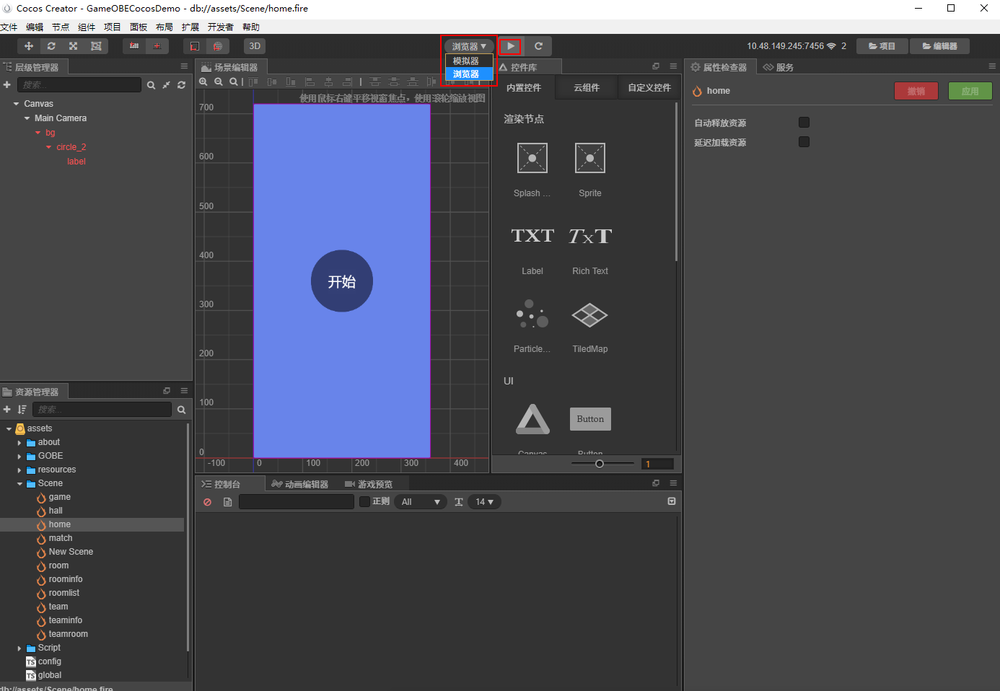 Cocos Creator - GameOBECocosDemo - db://assets/Scene/home.fire
文件 编辑 节点 组件 项目 面板 布局 扩展 开发者 帮助
3D
浏览器
模拟器
浏览器
10.48.149.245:7456 2
项目
编辑器
层级管理器
搜索...
Canvas
Main Camera
bg
circle_2
label
场景编辑器
使用鼠标右键平移视窗焦点，使用滚轮缩放视图
700
600
500
400
300
200
100
0
-100 0 100 200 300 400
开始
控件库
内置控件 云组件 自定义控件
渲染节点
Splash ... Sprite
TXT TxT
Label Rich Text
Particle... TiledMap
UI
Button
Canvas Button
1
属性检查器 服务
home
撤销 应用
自动释放资源
延迟加载资源
资源管理器
搜索...
assets
about
GOBE
resources
Scene
game
hall
home
match
New Scene
room
roominfo
roomlist
team
teaminfo
teamroom
Script
TS config
TS global
db://assets/Scene/home.fire
控制台 动画编辑器 游戏预览
正则 All 14